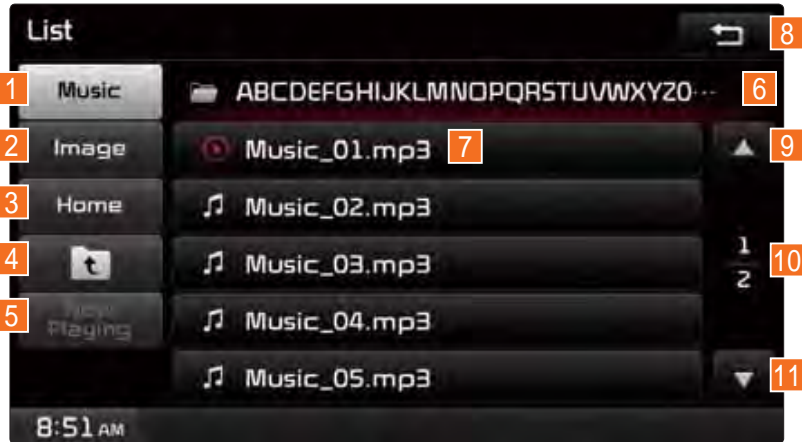 List
8
1 Music
ABCDEFGHIJKLMNOPQRSTUVWXYZ0··· 6
2 Image
Music_01.mp3 7
9
3 Home
Music_02.mp3
4
Music_03.mp3
1
2
10
5 Now
Playing
Music_04.mp3
Music_05.mp3
11
8:51 AM